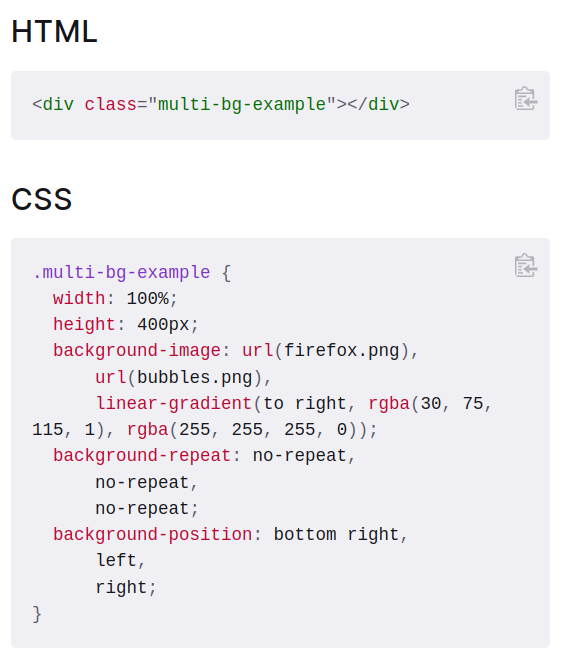 HTML
<div class="multi-bg-example"></div>
CSS
.multi-bg-example {
  width: 100%;
  height: 400px;
  background-image: url(firefox.png),
      url(bubbles.png),
      linear-gradient(to right, rgba(30, 75,
115, 1), rgba(255, 255, 255, 0));
  background-repeat: no-repeat,
      no-repeat,
      no-repeat;
  background-position: bottom right,
      left,
      right;
}